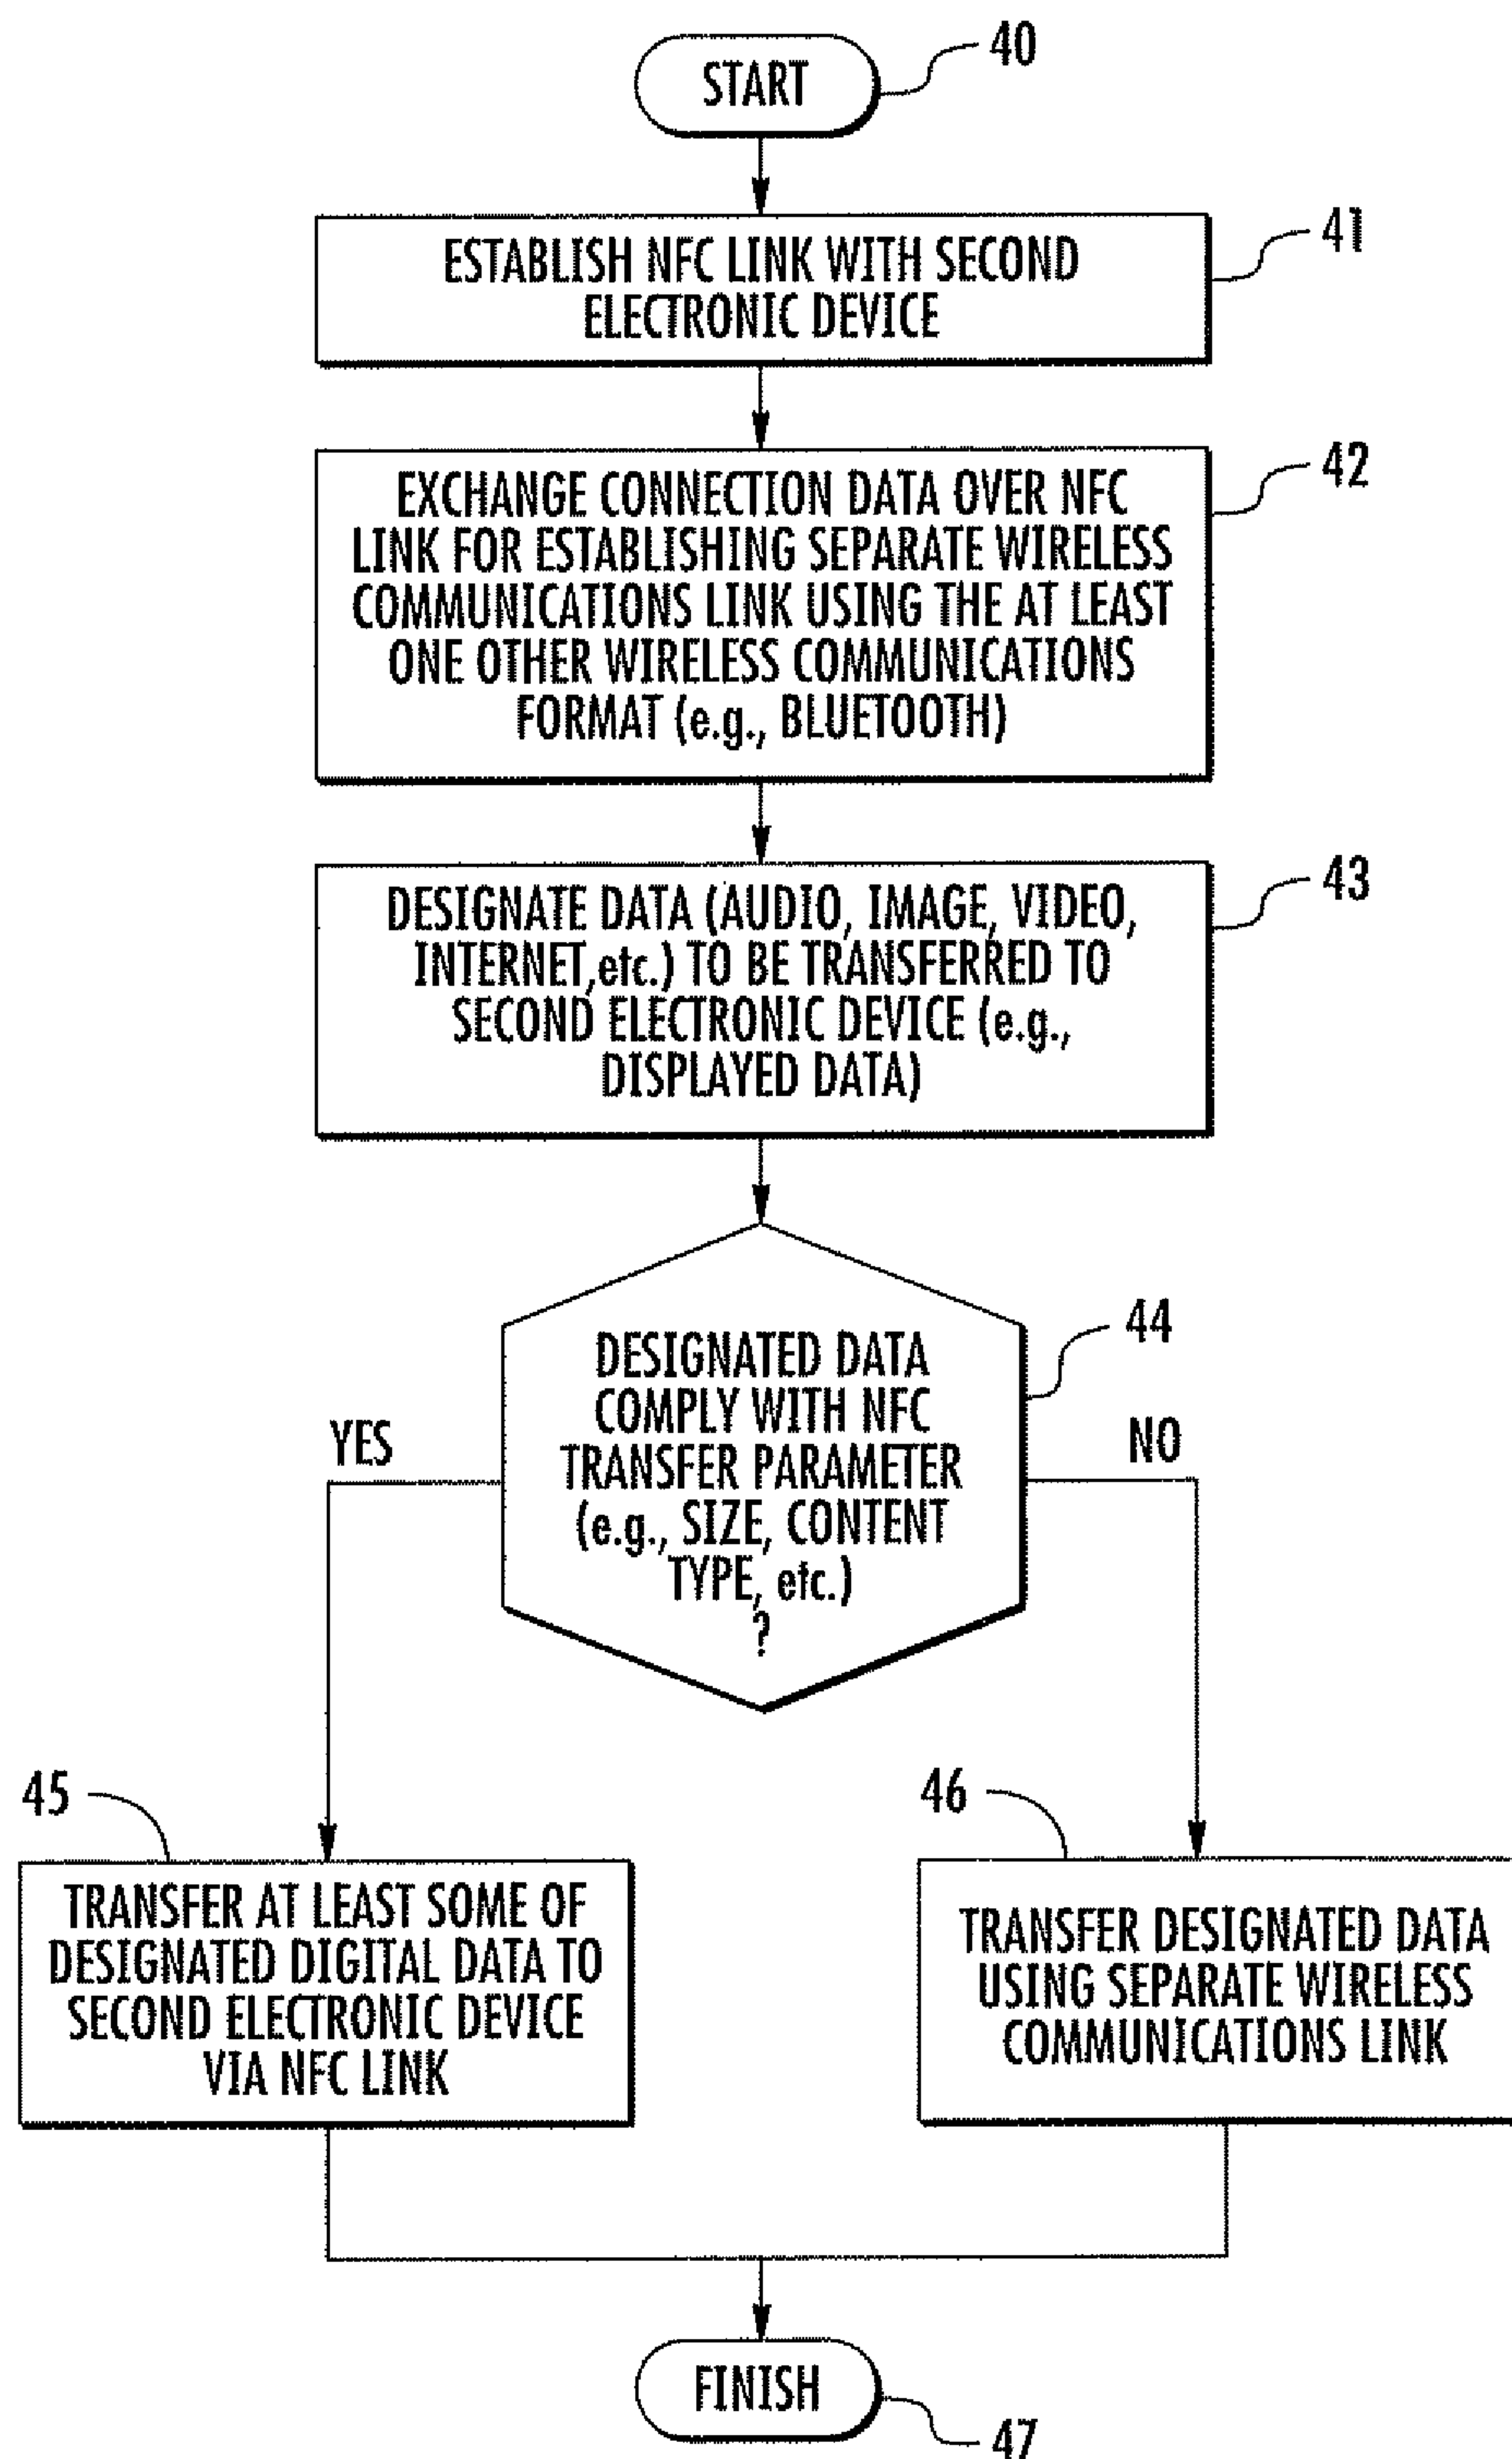 START
40
ESTABLISH NFC LINK WITH SECOND
ELECTRONIC DEVICE
41
EXCHANGE CONNECTION DATA OVER NFC
LINK FOR ESTABLISHING SEPARATE WIRELESS
COMMUNICATIONS LINK USING THE AT LEAST
ONE OTHER WIRELESS COMMUNICATIONS
FORMAT (e.g., BLUETOOTH)
42
DESIGNATE DATA (AUDIO, IMAGE, VIDEO,
INTERNET,etc.) TO BE TRANSFERRED TO
SECOND ELECTRONIC DEVICE (e.g.,
DISPLAYED DATA)
43
DESIGNATED DATA
COMPLY WITH NFC
TRANSFER PARAMETER
(e.g., SIZE, CONTENT
TYPE, etc.)
?
44
YES
NO
45
TRANSFER AT LEAST SOME OF
DESIGNATED DIGITAL DATA TO
SECOND ELECTRONIC DEVICE
VIA NFC LINK
46
TRANSFER DESIGNATED DATA
USING SEPARATE WIRELESS
COMMUNICATIONS LINK
FINISH
47